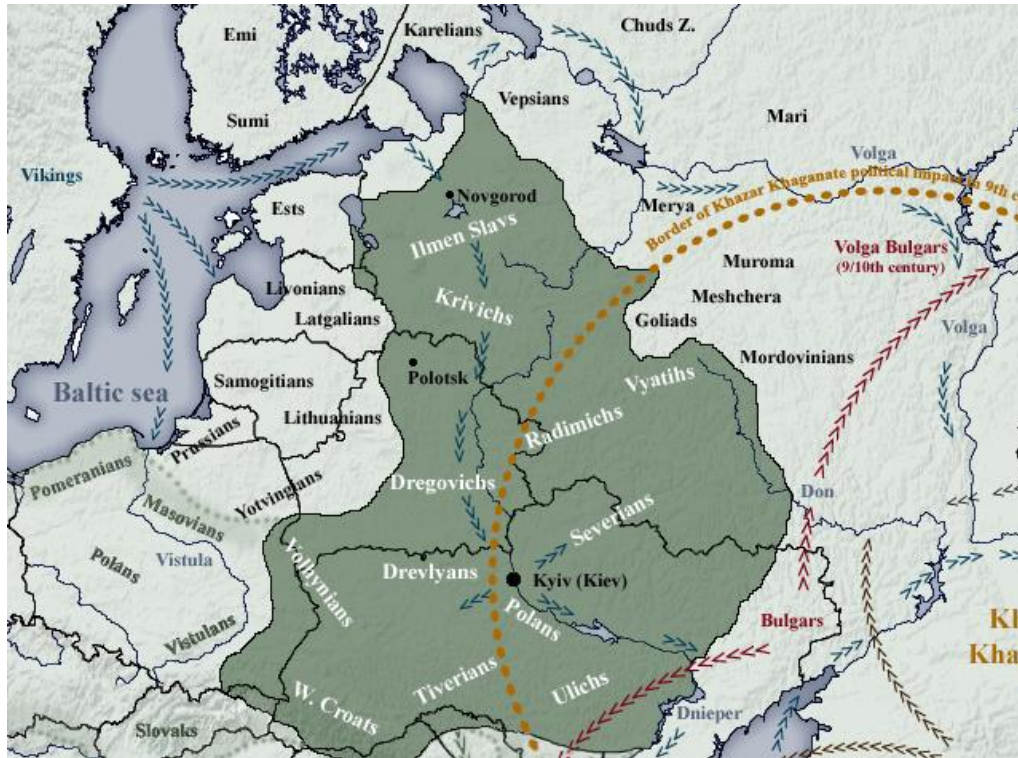 Emi
Karelians
Chuds Z.
Sumi
Vepsians
Mari
Vikings
Volga
Novgorod
Border of Khazar Khaganate political impact in 9th c
Ests
Merya
Ilmen Slavs
Volga Bulgars
(9/10th century)
Muroma
Livonians
Meshchera
Krivichs
Latgalians
Goliads
Volga
Mordovinians
Polotsk
Baltic sea
Samogitians
Vyatihs
Lithuanians
Radimichs
Prussians
Pomeranians
Yotvingians
Dregovichs
Don
Masovians
Severians
Polans
Vistula
Volhynians
Drevlyans
Kyiv (Kiev)
Polans
Bulgars
Vistulans
Kha
Tiverians
Ulichs
W. Croats
Dnieper
Slovaks